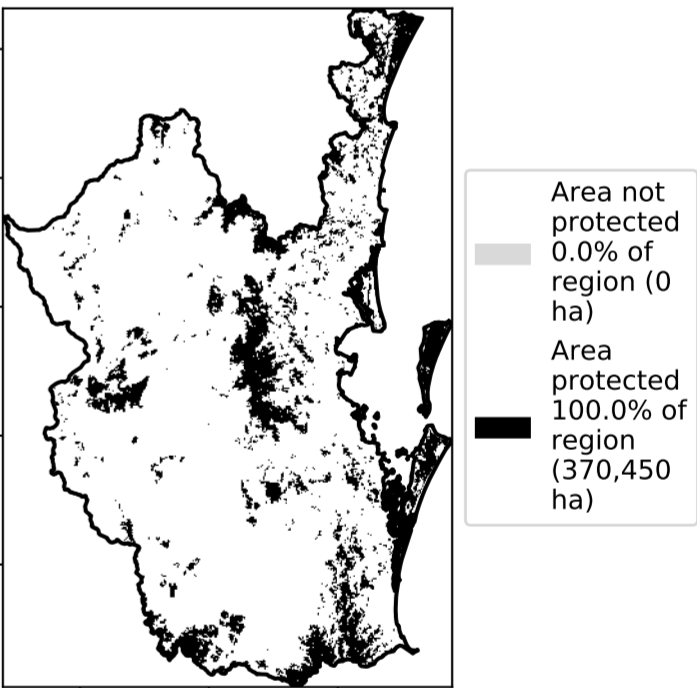 Area not
protected
0.0% of
region (0
ha)
Area
protected
100.0% of
region
(370,450
ha)